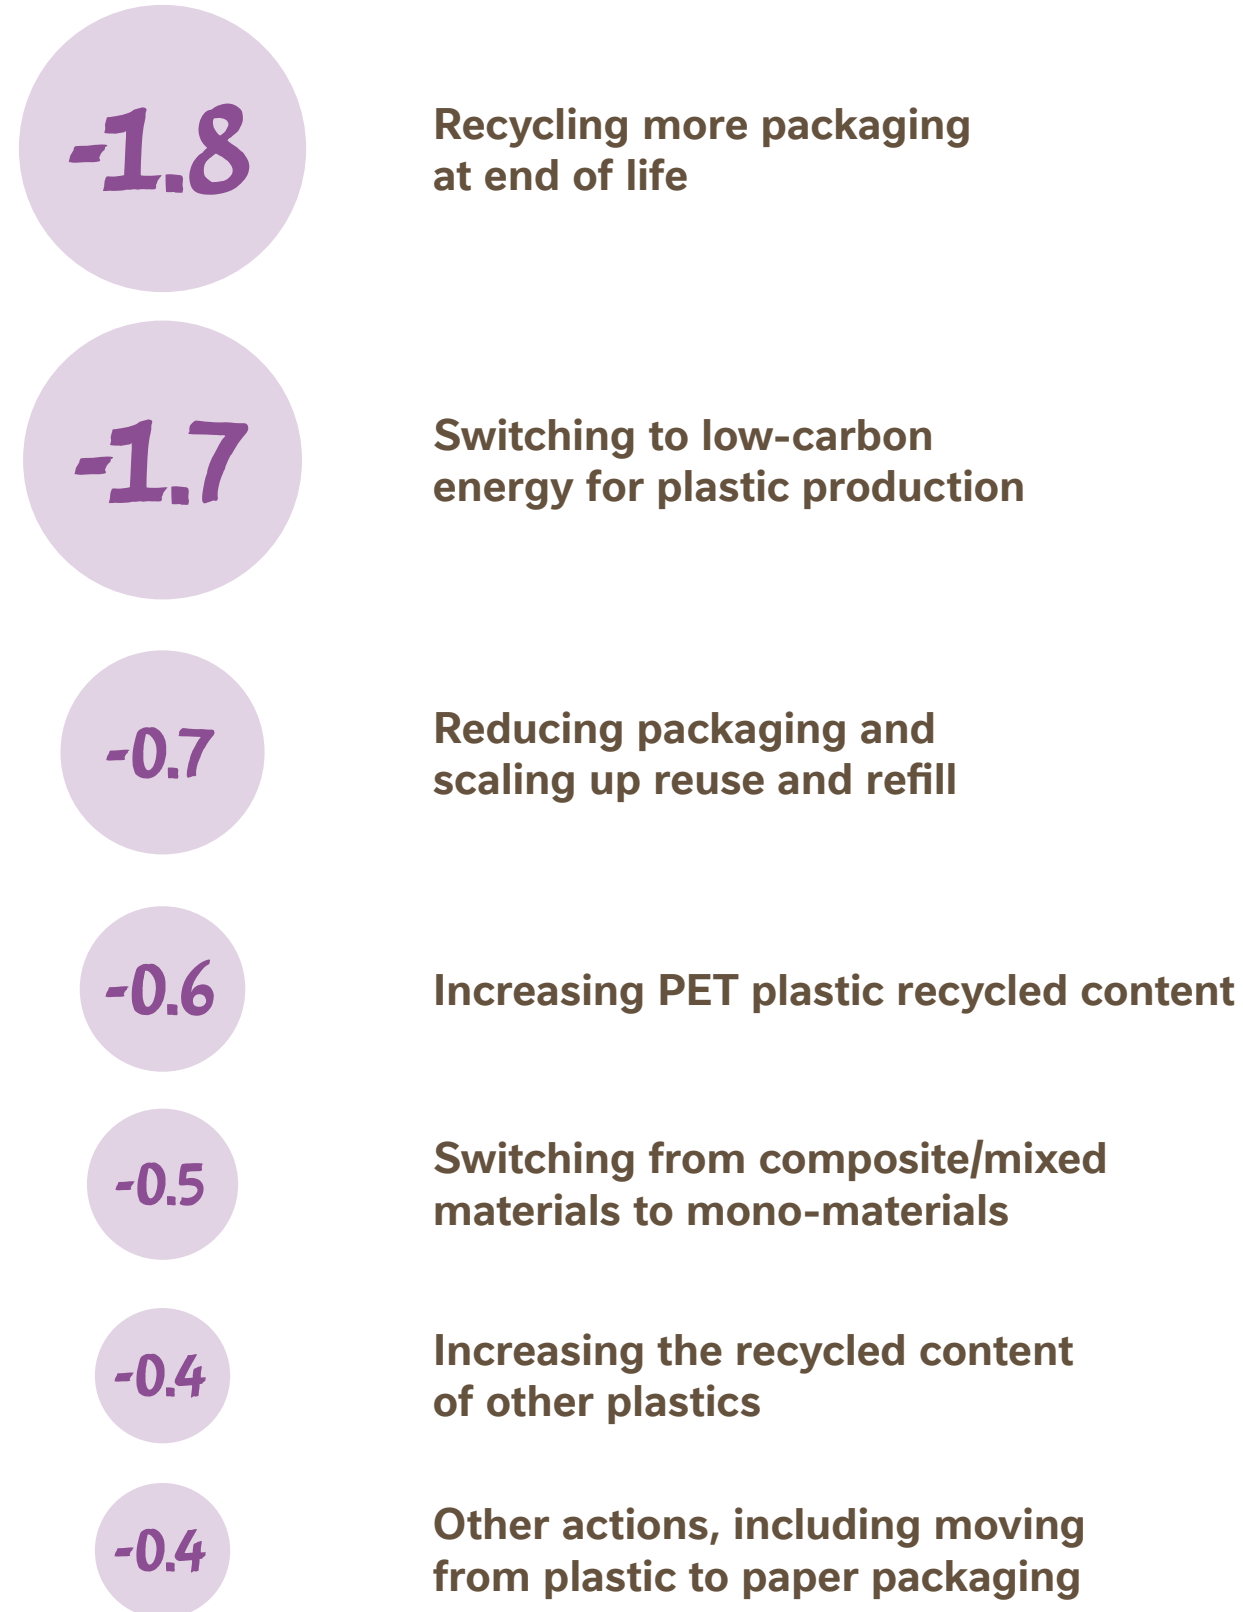 -1.8
Recycling more packaging
at end of life
-1.7
Switching to low-carbon
energy for plastic production
-0.7
Reducing packaging and
scaling up reuse and refill
-0.6
Increasing PET plastic recycled content
-0.5
Switching from composite/mixed
materials to mono-materials
-0.4
Increasing the recycled content
of other plastics
-0.4
Other actions, including moving
from plastic to paper packaging